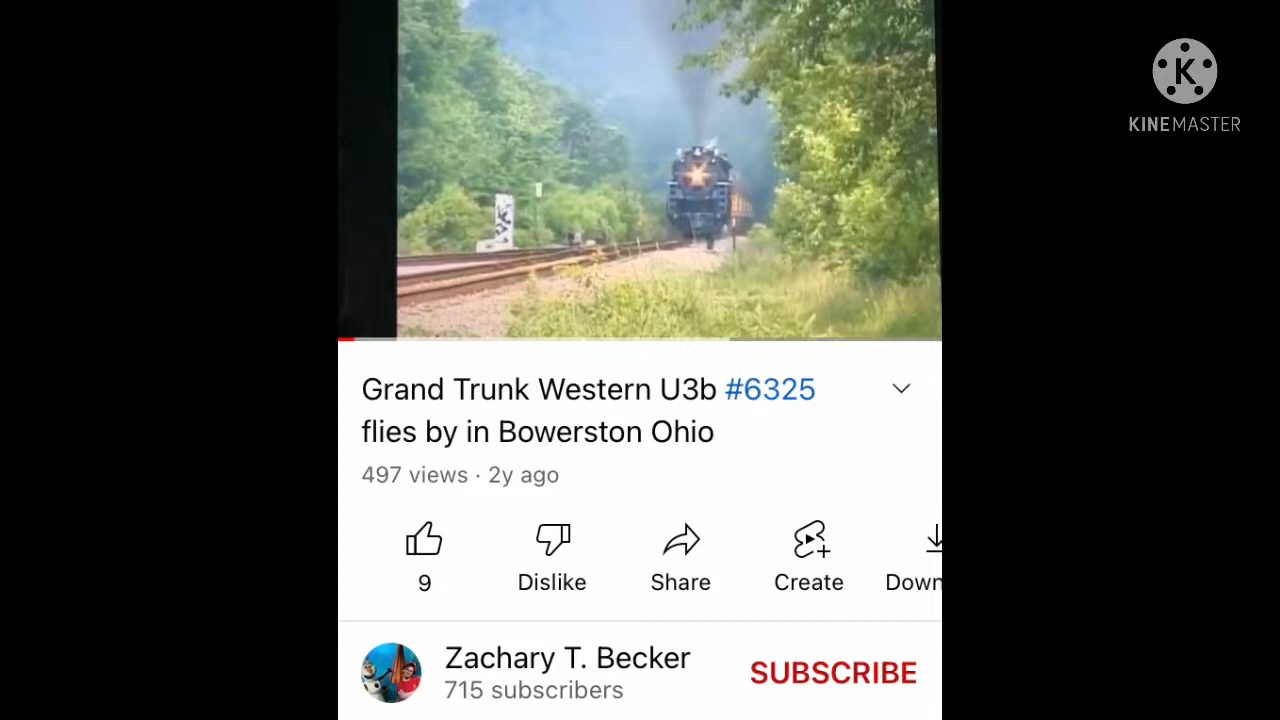 K
KINEMASTER
Grand Trunk Western U3b #6325
flies by in Bowerston Ohio
497 views · 2y ago
9
Dislike
Share
Create
Down
Zachary T. Becker
715 subscribers
SUBSCRIBE